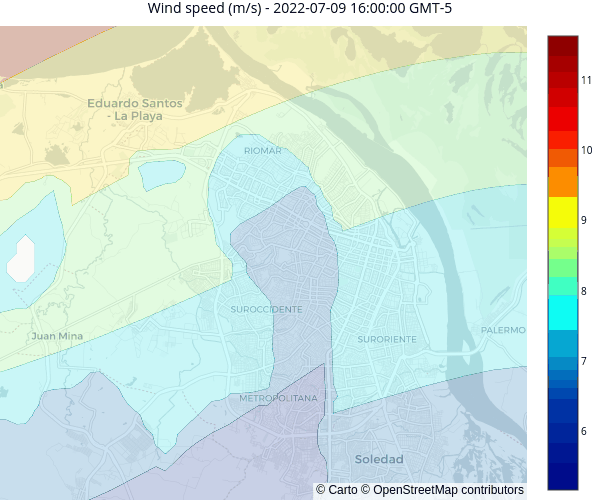 Wind speed (m/s) - 2022-07-09 16:00:00 GMT-5
Eduardo Santos
- La Playa
RIOMAR
SUROCCIDENTE
PALERMO
Juan Mina
SURORIENTE
METROPOLITANA
Soledad
© Carto © OpenStreetMap contributors
11
10
9
8
7
6